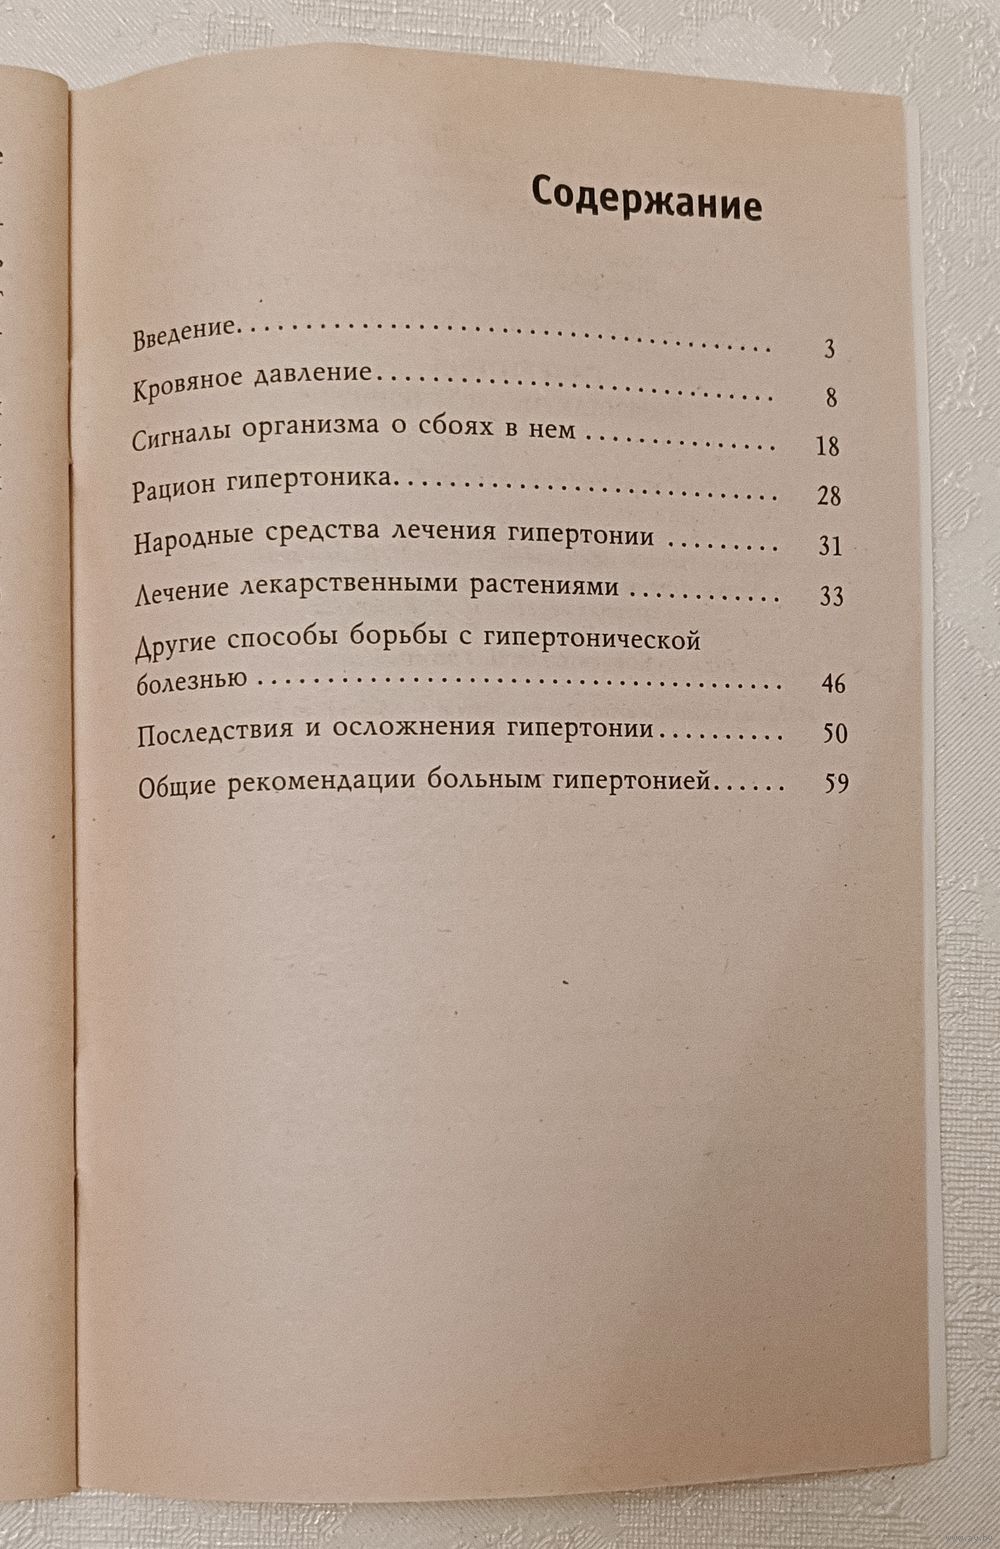 Содержание
Введение. . . . . . . . . . . . . . . . . . . . . . . . . . . . . . . . . . . . . . 3
Кровяное давление. . . . . . . . . . . . . . . . . . . . . . . . . . . . . 8
Сигналы организма о сбоях в нем . . . . . . . . . . . . . . 18
Рацион гипертоника. . . . . . . . . . . . . . . . . . . . . . . . . . . . 28
Народные средства лечения гипертонии . . . . . . . . 31
Лечение лекарственными растениями . . . . . . . . . . . 33
Другие способы борьбы с гипертонической
болезнью . . . . . . . . . . . . . . . . . . . . . . . . . . . . . . . . . . . . . . 46
Последствия и осложнения гипертонии. . . . . . . . . 50
Общие рекомендации больным гипертонией. . . . . . 59